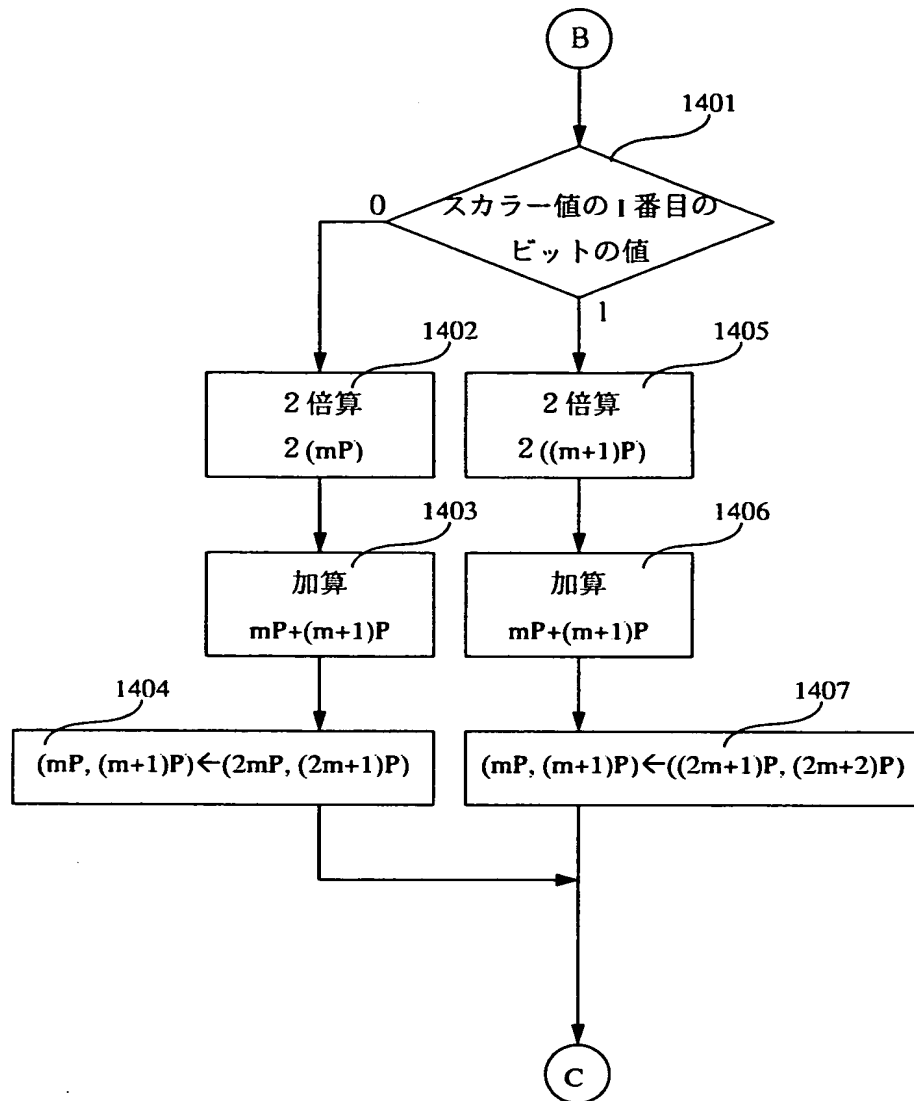 B
1401
0
スカラー値の I 番目の
ビットの値
1
1402
1405
2倍算
2(mP)
2倍算
2((m+1)P)
1403
1406
加算
mP+(m+1)P
加算
mP+(m+1)P
1404
1407
(mP, (m+1)P)←(2mP, (2m+1)P)
(mP, (m+1)P)←((2m+1)P, (2m+2)P)
C